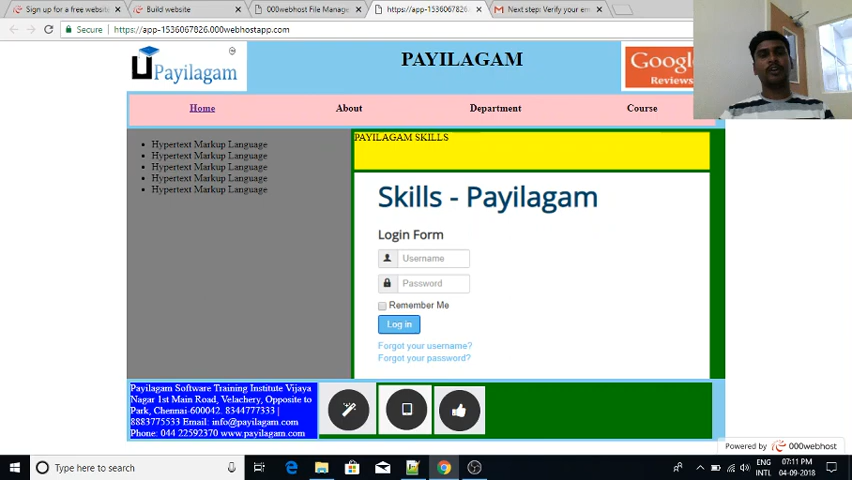 Sign up for a free websit
Build website
000webhost File Manage
https://app-1536067826.0
Next step: Verify your em
Secure
https://app-1536067826.000webhostapp.com
Payilagam
PAYILAGAM
Google
Reviews
Home
About
Department
Course
Hypertext Markup Language
Hypertext Markup Language
Hypertext Markup Language
Hypertext Markup Language
Hypertext Markup Language
PAYILAGAM SKILLS
Skills - Payilagam
Login Form
Username
Password
Remember Me
Log in
Forgot your username?
Forgot your password?
Payilagam Software Training Institute Vijaya
Nagar 1st Main Road, Velachery, Opposite to
Park, Chennai-600042. 8344777333 |
8883775533 Email: info@payilagam.com
Phone: 044 22592370 www.payilagam.com
Powered by 000webhost
Type here to search
ENG
INTL
07:11 PM
04-09-2018